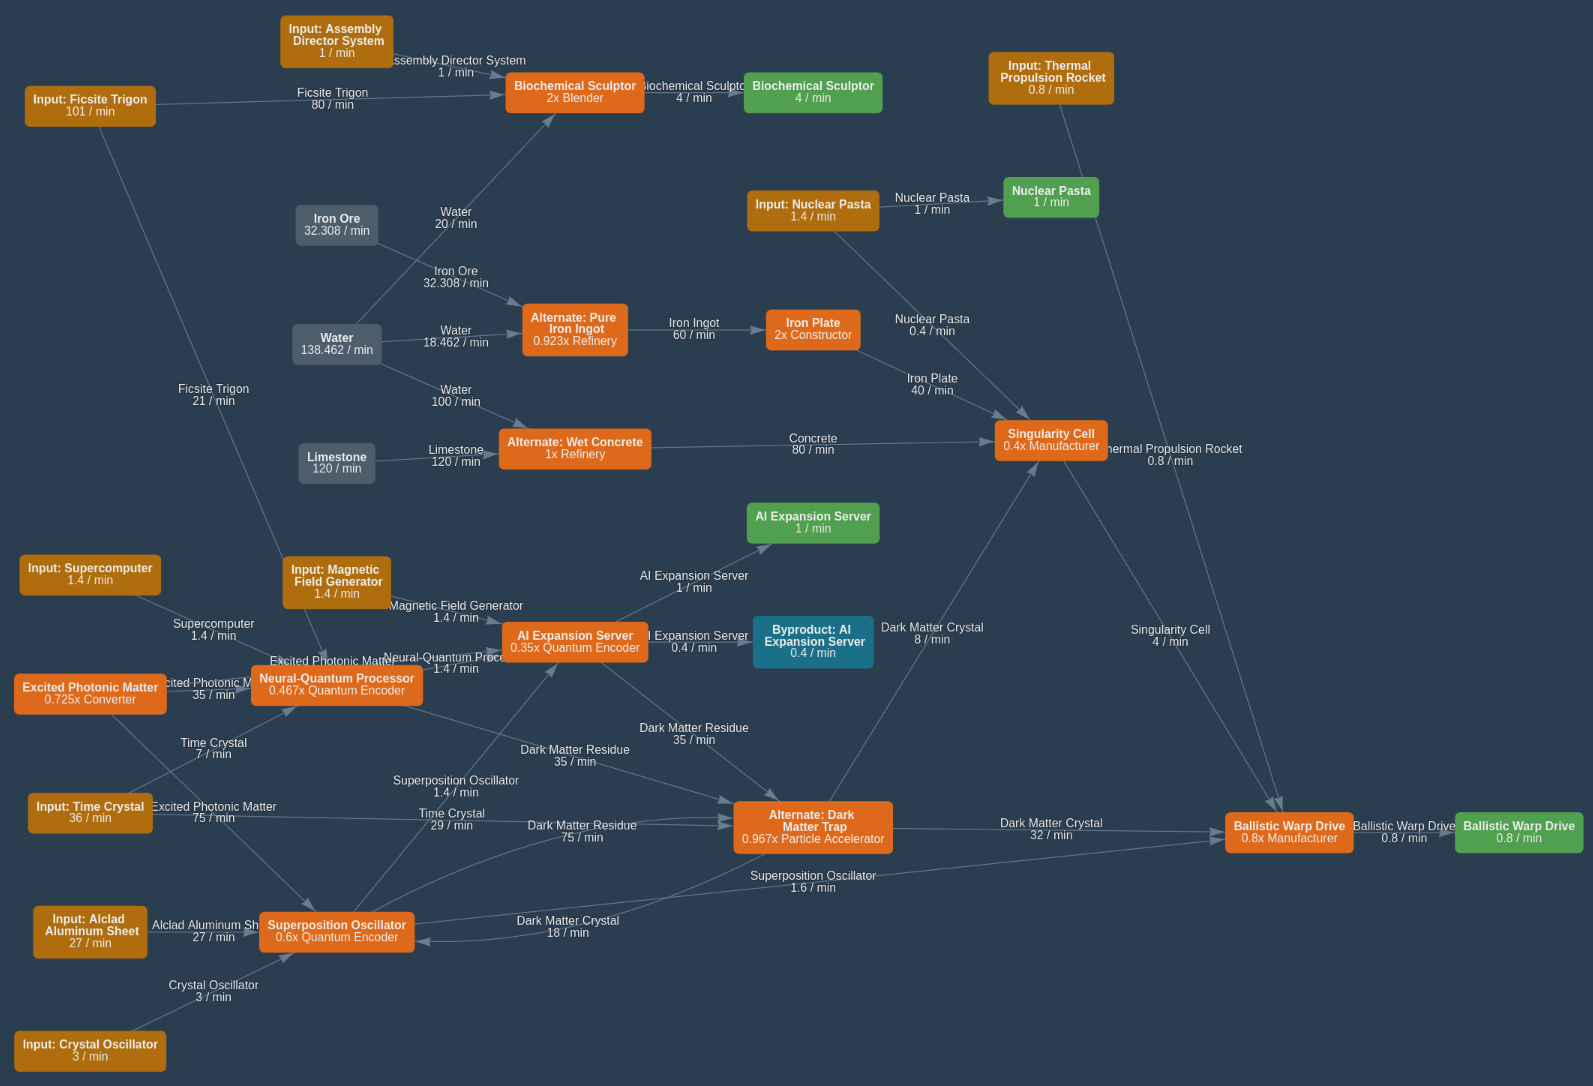 Input: Assembly
Director System
1 / min
Assembly Director System
1 / min
Input: Ficsite Trigon
101 / min
Ficsite Trigon
80 / min
Biochemical Sculptor
2x Blender
Biochemical Sculptor
4 / min
Biochemical Sculptor
4 / min
Input: Thermal
Propulsion Rocket
0.8 / min
Iron Ore
32.308 / min
Water
20 / min
Input: Nuclear Pasta
1.4 / min
Nuclear Pasta
1 / min
Nuclear Pasta
1 / min
Iron Ore
32.308 / min
Water
138.462 / min
Water
18.462 / min
Alternate: Pure
Iron Ingot
0.923x Refinery
Iron Ingot
60 / min
Iron Plate
2x Constructor
Nuclear Pasta
0.4 / min
Ficsite Trigon
21 / min
Water
100 / min
Iron Plate
40 / min
Limestone
120 / min
Limestone
120 / min
Alternate: Wet Concrete
1x Refinery
Concrete
80 / min
Singularity Cell
0.4x Manufacturer
Thermal Propulsion Rocket
0.8 / min
AI Expansion Server
1 / min
Input: Supercomputer
1.4 / min
Input: Magnetic
Field Generator
1.4 / min
Magnetic Field Generator
1.4 / min
AI Expansion Server
1 / min
Supercomputer
1.4 / min
AI Expansion Server
0.35x Quantum Encoder
AI Expansion Server
0.4 / min
Byproduct: AI
Expansion Server
0.4 / min
Dark Matter Crystal
8 / min
Singularity Cell
4 / min
Excited Photonic Matter
Neural-Quantum Proce
1.4 / min
Excited Photonic Matter
0.725x Converter
cited Photonic M
35 / min
Neural-Quantum Processor
0.467x Quantum Encoder
Time Crystal
7 / min
Dark Matter Residue
35 / min
Dark Matter Residue
35 / min
Input: Time Crystal
36 / min
Excited Photonic Matter
75 / min
Superposition Oscillator
1.4 / min
Time Crystal
29 / min
Dark Matter Residue
75 / min
Alternate: Dark
Matter Trap
0.967x Particle Accelerator
Dark Matter Crystal
32 / min
Ballistic Warp Drive
0.8x Manufacturer
Ballistic Warp Drive
0.8 / min
Ballistic Warp Drive
0.8 / min
Superposition Oscillator
1.6 / min
Input: Alclad
Aluminum Sheet
27 / min
Alclad Aluminum Sh
27 / min
Superposition Oscillator
0.6x Quantum Encoder
Dark Matter Crystal
18 / min
Crystal Oscillator
3 / min
Input: Crystal Oscillator
3 / min